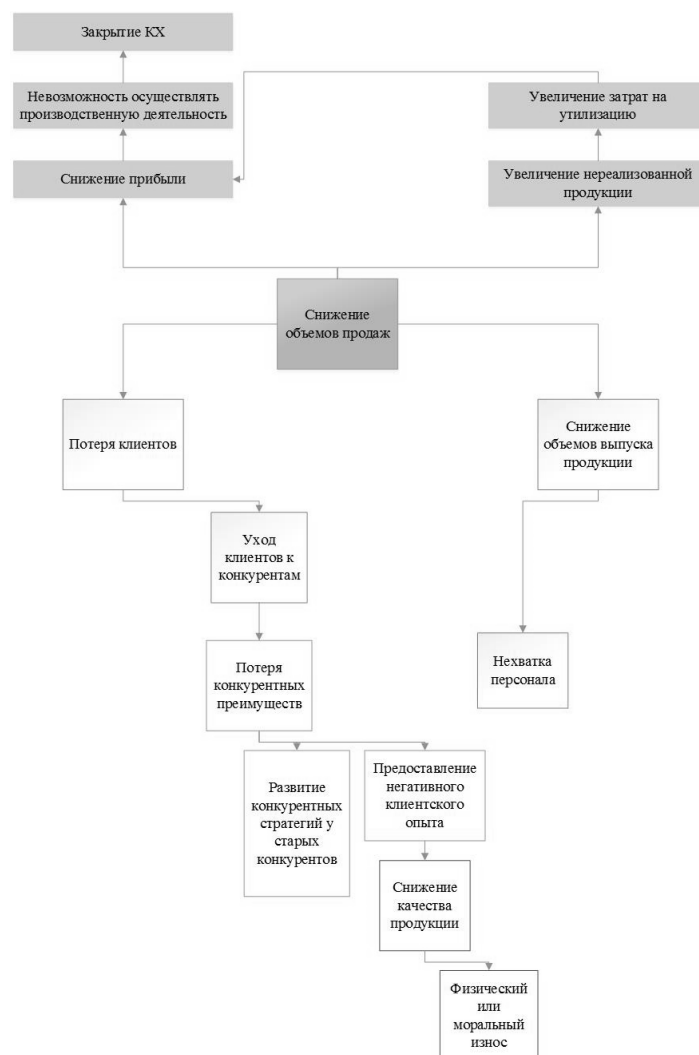 Закрытие КХ
Невозможность осуществлять
производственную деятельность
Увеличение затрат на
утилизацию
Снижение прибыли
Увеличение нереализованной
продукции
Снижение
объемов продаж
Потеря клиентов
Снижение
объемов выпуска
продукции
Уход
клиентов к
конкурентам
Потеря
конкурентных
преимуществ
Нехватка
персонала
Развитие
конкурентных
стратегий у
старых
конкурентов
Предоставление
негативного
клиентского
опыта
Снижение
качества
продукции
Физический
или
моральный
износ